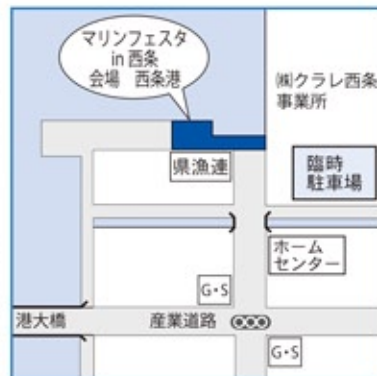 マリンフェスタ
in 西条
会場　西条港
㈱クラレ西条
事業所
県漁連
臨時
駐車場
ホーム
センター
G・S
港大橋
産業道路
G・S